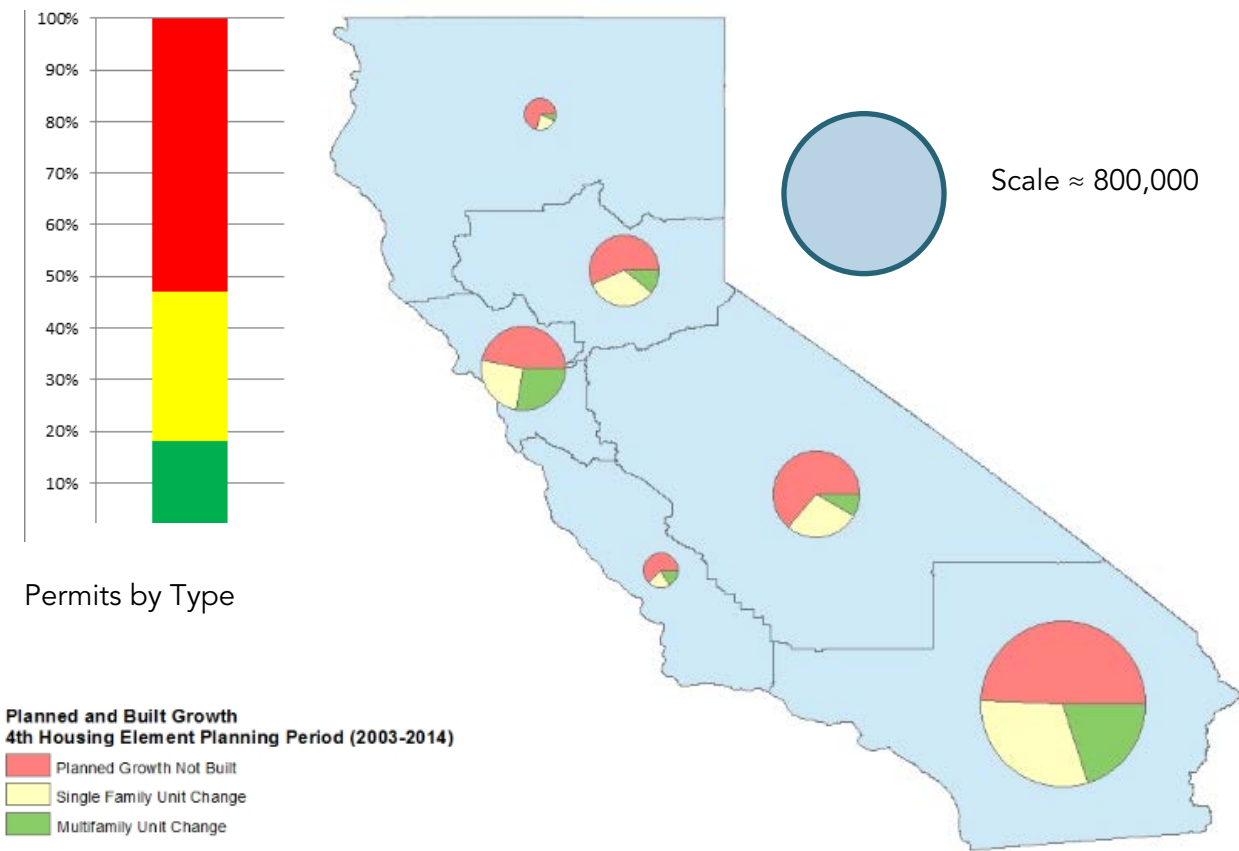 100%
90%
80%
70%
60%
50%
40%
30%
20%
10%
Permits by Type
Scale ≈ 800,000
Planned and Built Growth
4th Housing Element Planning Period (2003-2014)
Planned Growth Not Built
Single Family Unit Change
Multifamily Unit Change